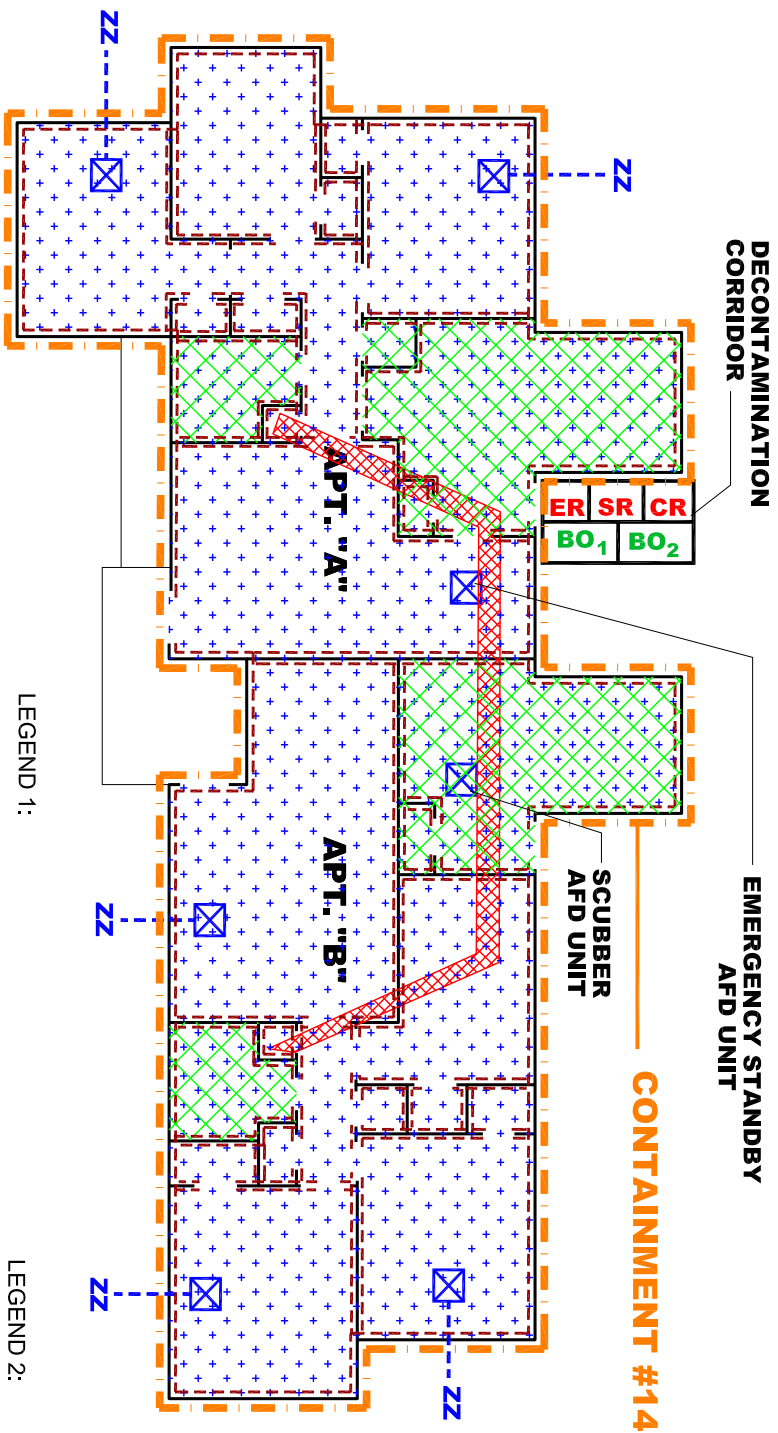 DECONTAMINATION
CORRIDOR
EMERGENCY STANDBY
AFD UNIT
CONTAINMENT #14
SCUBBER
AFD UNIT
CR
SR
ER
BO2
BO1
ZZ
ZZ
ZZ
ZZ
ZZ
APT. "A"
APT. "B"
LEGEND 1:
LEGEND 2: